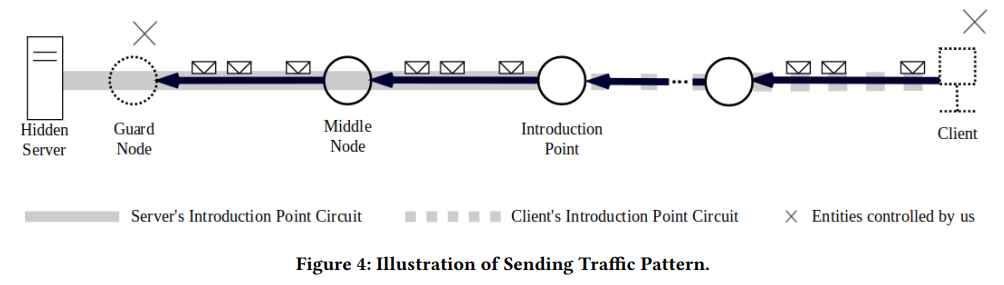 Hidden
Server
Guard
Node
Middle
Node
Introduction
Point
...
Client
Server's Introduction Point Circuit
Client's Introduction Point Circuit
Entities controlled by us
Figure 4: Illustration of Sending Traffic Pattern.